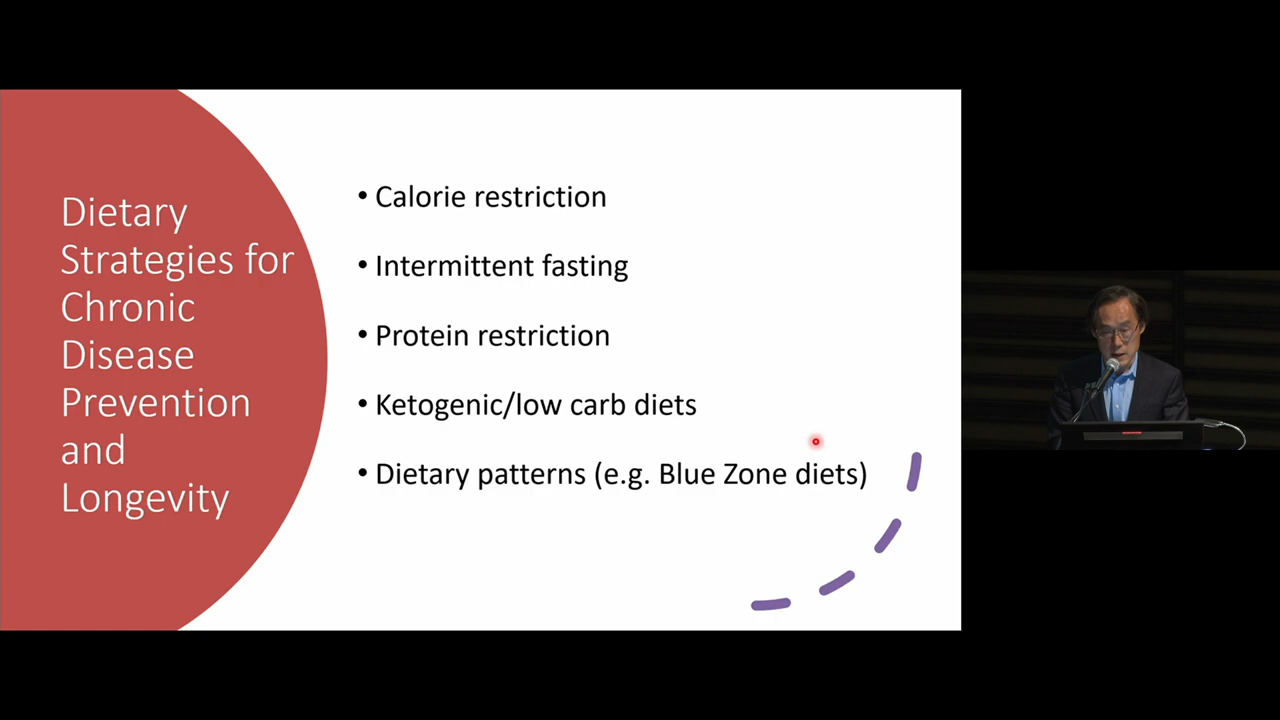 Dietary
Strategies for
Chronic
Disease
Prevention
and
Longevity
• Calorie restriction
• Intermittent fasting
• Protein restriction
• Ketogenic/low carb diets
• Dietary patterns (e.g. Blue Zone diets)